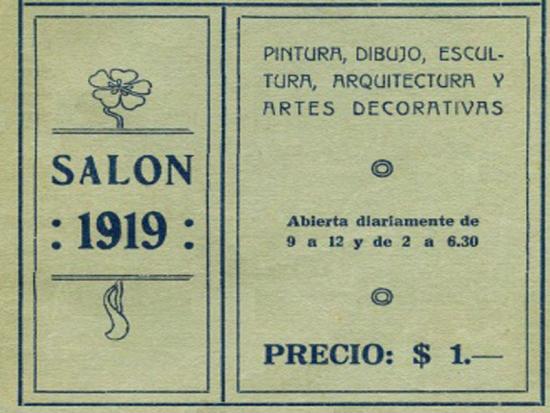 SALON
: 1919 :
PINTURA, DIBUJO, ESCUL-
TURA, ARQUITECTURA Y
ARTES DECORATIVAS
Abierta diariamente de
9 a 12 y de 2 a 6.30
PRECIO: $ 1.—